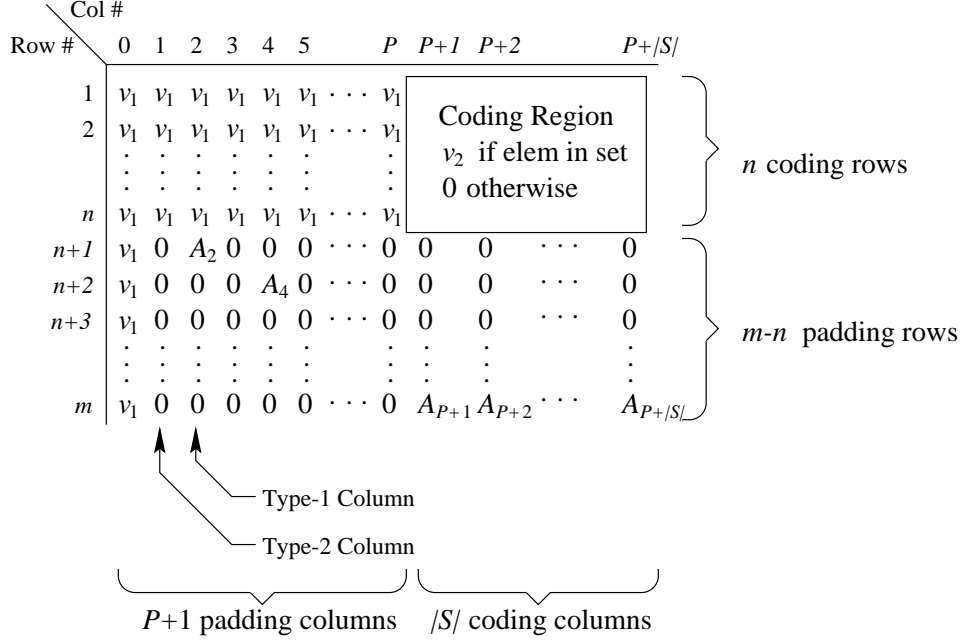 Col #
Row # 0 1 2 3 4 5 P P+1 P+2 P+|S|
1 v₁ v₁ v₁ v₁ v₁ v₁ · · · v₁
Coding Region
2 v₁ v₁ v₁ v₁ v₁ v₁ · · · v₁
v₂ if elem in set
0 otherwise
n coding rows
n v₁ v₁ v₁ v₁ v₁ v₁ · · · v₁
n+1 v₁ 0 A₂ 0 0 0 · · · 0 0 0 · · · 0
n+2 v₁ 0 0 0 A₄ 0 · · · 0 0 0 · · · 0
n+3 v₁ 0 0 0 0 0 · · · 0 0 0 · · · 0
m-n padding rows
m v₁ 0 0 0 0 0 · · · 0 A_{P+1} A_{P+2} · · · A_{P+|S|}
Type-1 Column
Type-2 Column
P+1 padding columns |S| coding columns